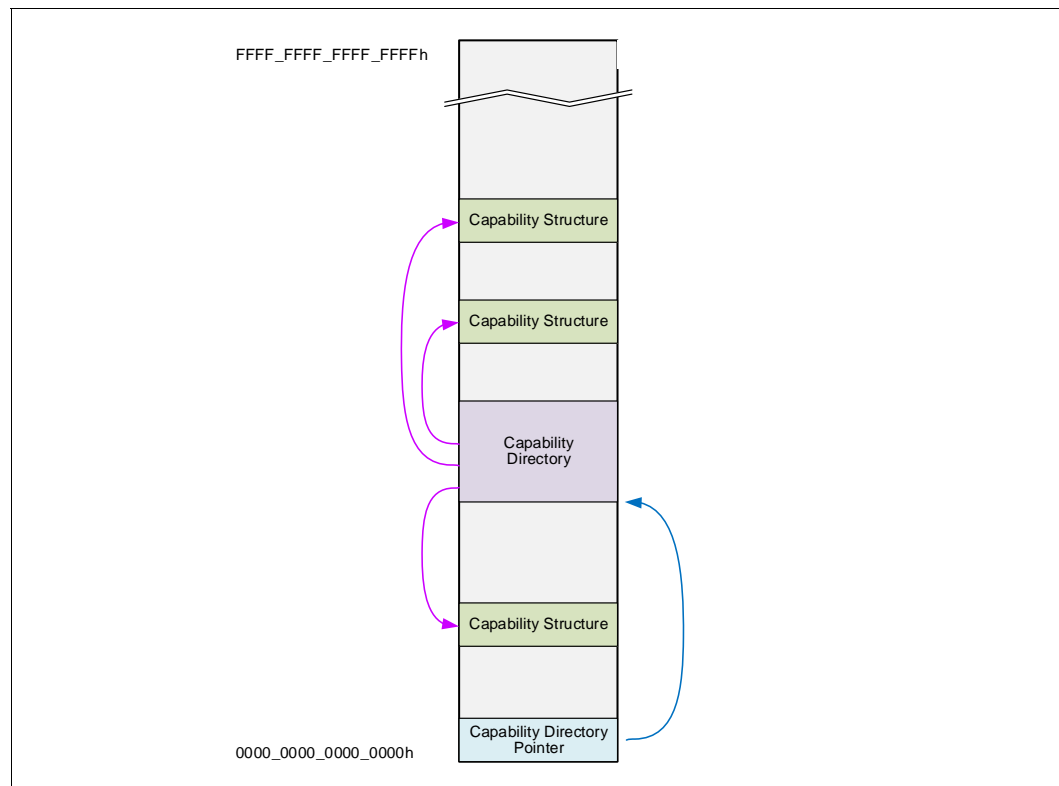 FFFF_FFFF_FFFF_FFFFh
Capability Structure
Capability Structure
Capability
Directory
Capability Structure
Capability Directory
Pointer
0000_0000_0000_0000h